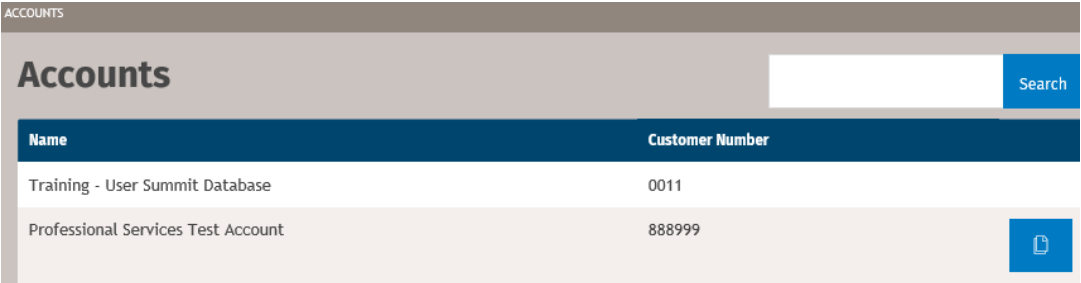 ACCOUNTS
Accounts
Search
Name Customer Number
Training - User Summit Database 0011
Professional Services Test Account 888999